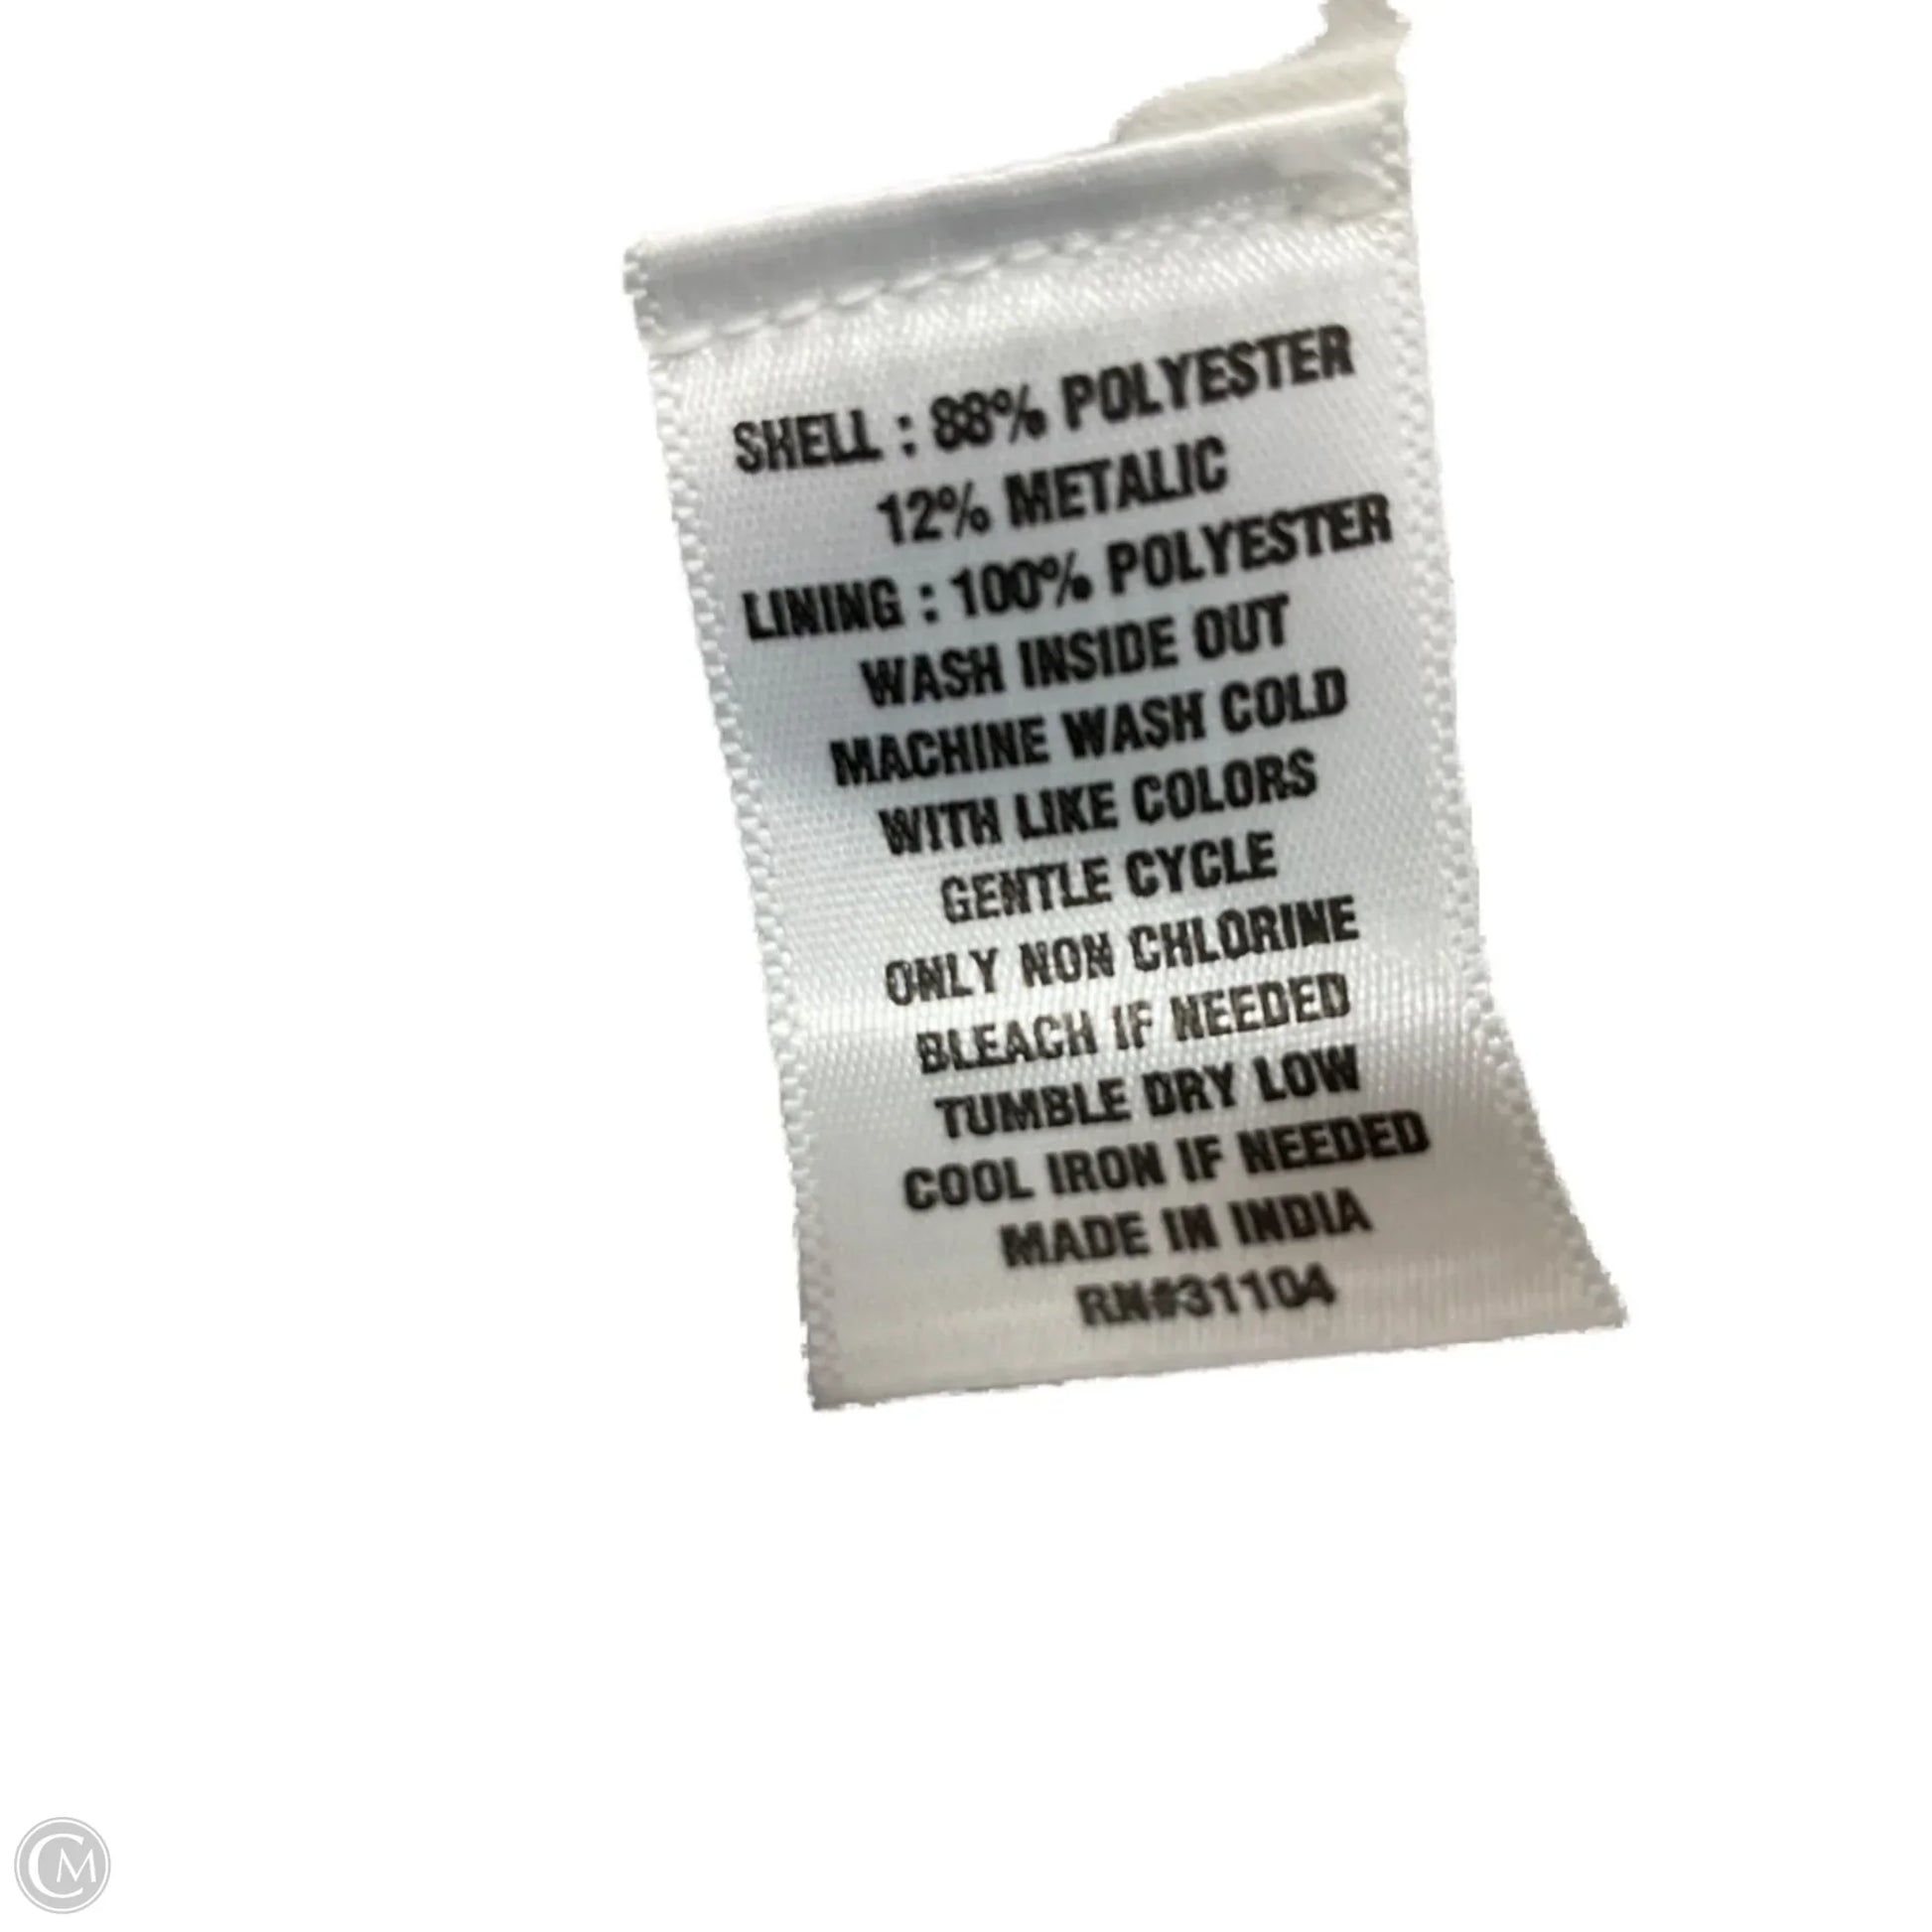 SHELL : 88% POLYESTER
12% METALIC
LINING : 100% POLYESTER
WASH INSIDE OUT
MACHINE WASH COLD
WITH LIKE COLORS
GENTLE CYCLE
ONLY NON CHLORINE
BLEACH IF NEEDED
TUMBLE DRY LOW
COOL IRON IF NEEDED
MADE IN INDIA
RN#31104
CM